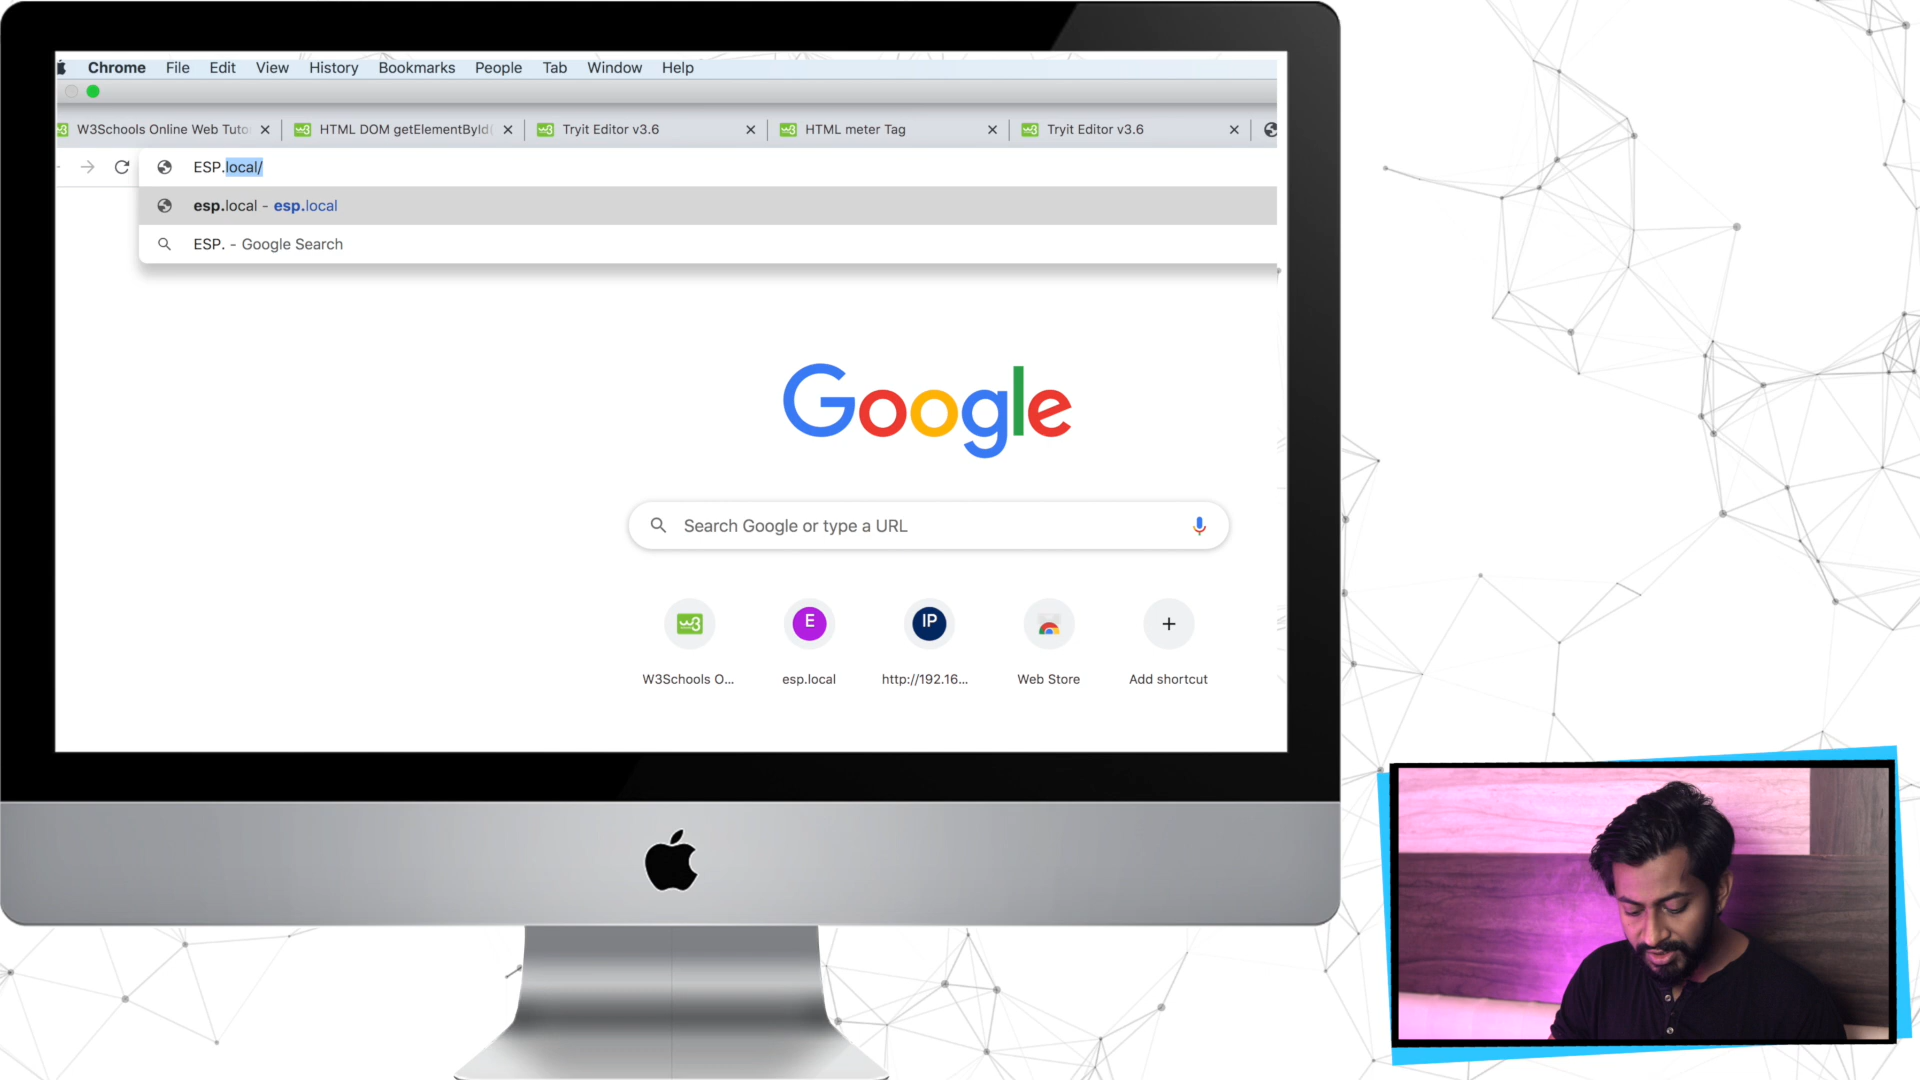 Chrome File Edit View History Bookmarks People Tab Window Help
W3Schools Online Web Tuto
HTML DOM getElementById(
Tryit Editor v3.6
HTML meter Tag
Tryit Editor v3.6
ESP.local/
esp.local - esp.local
ESP. - Google Search
Google
Search Google or type a URL
W3 E IP
W3Schools O... esp.local http://192.16... Web Store Add shortcut